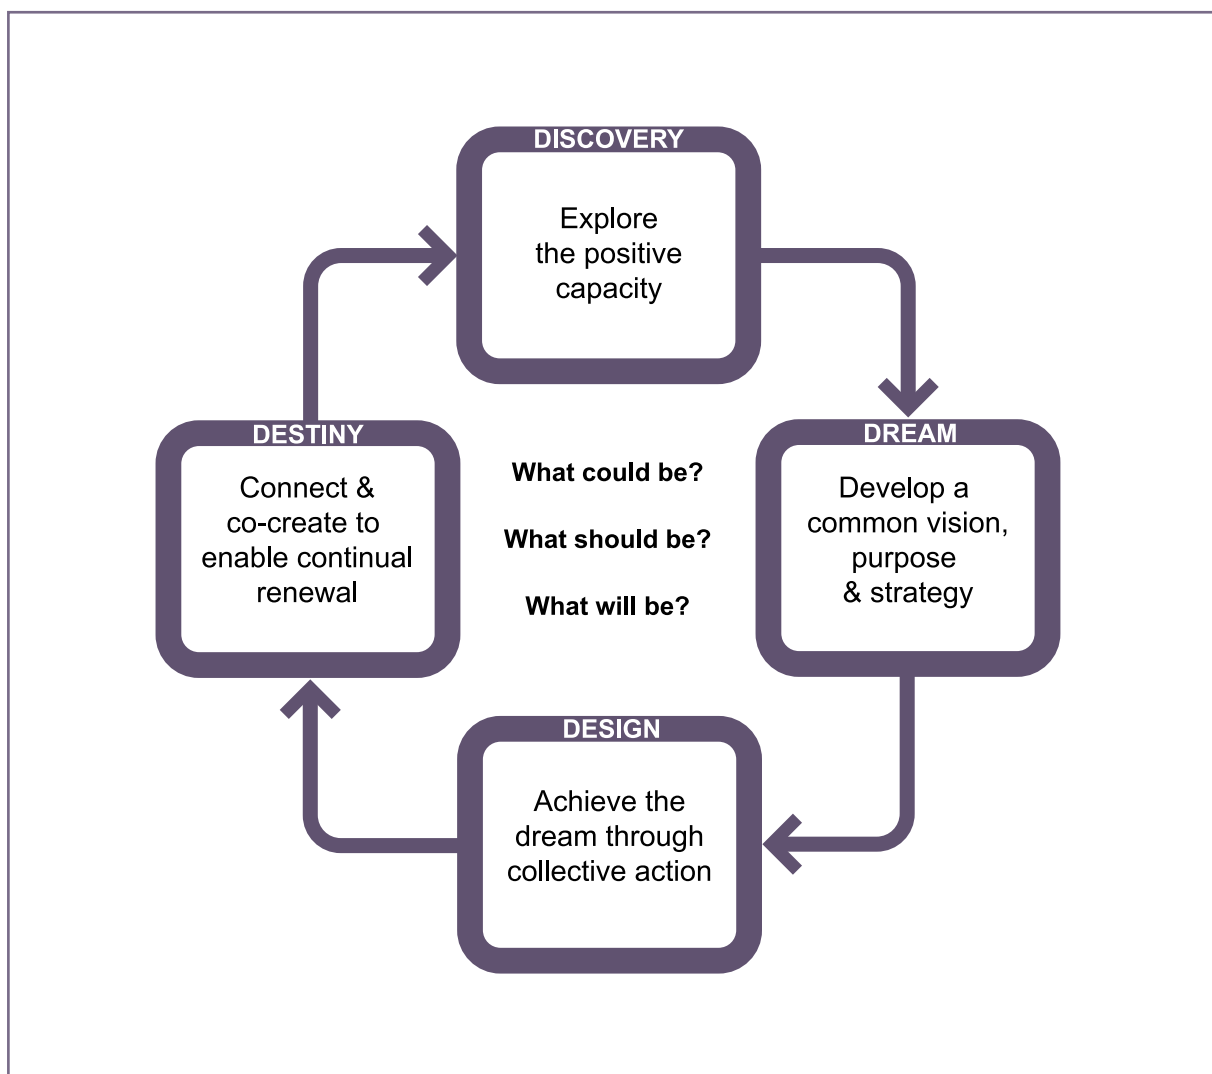 DISCOVERY
Explore
the positive
capacity
DESTINY
Connect &
co-create to
enable continual
renewal
What could be?
What should be?
What will be?
DREAM
Develop a
common vision,
purpose
& strategy
DESIGN
Achieve the
dream through
collective action